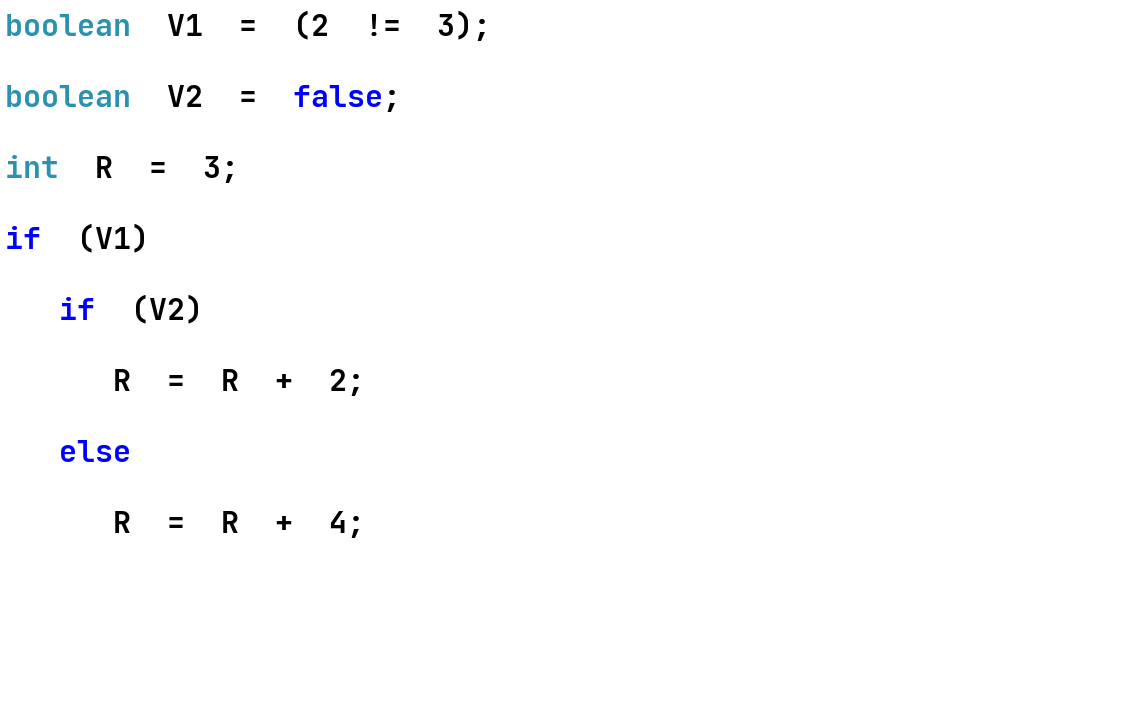 boolean  V1  =  (2  !=  3);
boolean  V2  =  false;
int  R  =  3;
if  (V1)
   if  (V2)
      R  =  R  +  2;
   else
      R  =  R  +  4;